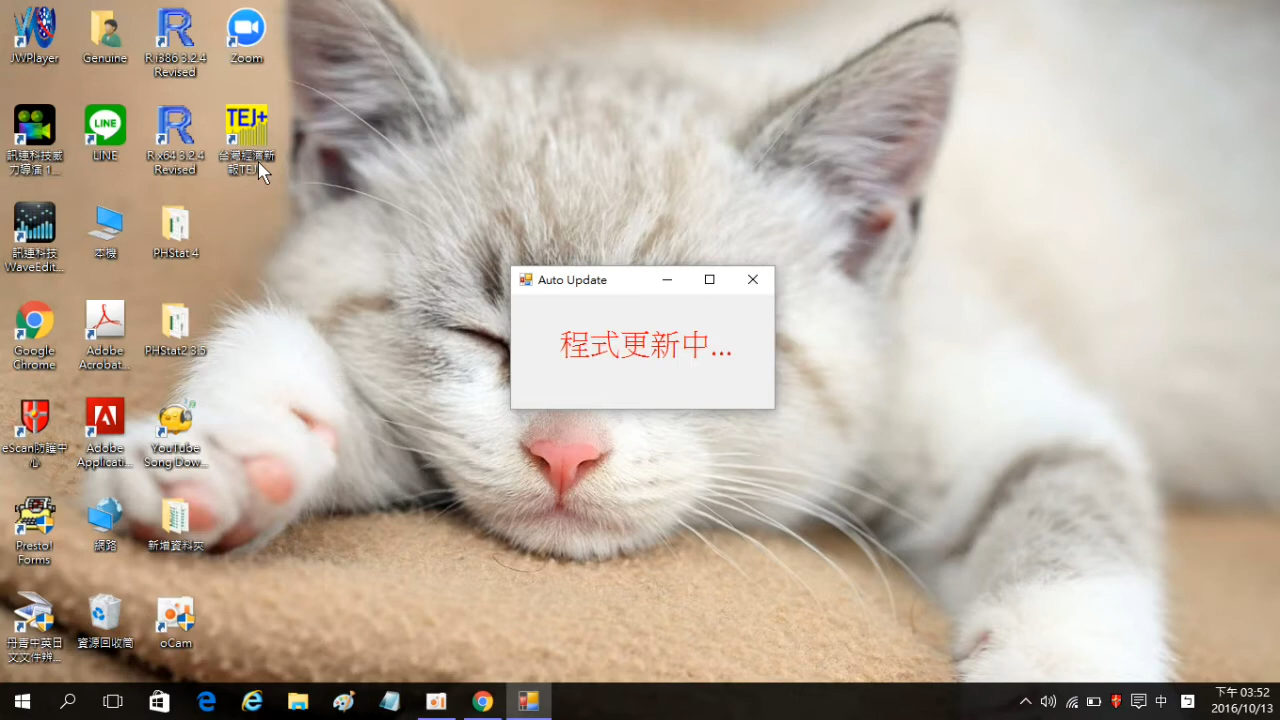 JWPlayer
Genuine
R i386 3.2.4
Revised
Zoom
TEJ+
LINE
訊連科技威
力導演 1...
LINE
R x64 3.2.4
Revised
台灣經濟新
報TEJ
訊連科技
WaveEdit...
本機
PHStat 4
Auto Update
程式更新中...
Google
Chrome
Adobe
Acrobat...
PHStat2 3.5
eScan防護中
心
Adobe
Applicati...
YouTube
Song Dow...
Presto!
Forms
網路
新增資料夾
丹青中英日
文文件辨...
資源回收筒
oCam
中
下午 03:52
2016/10/13